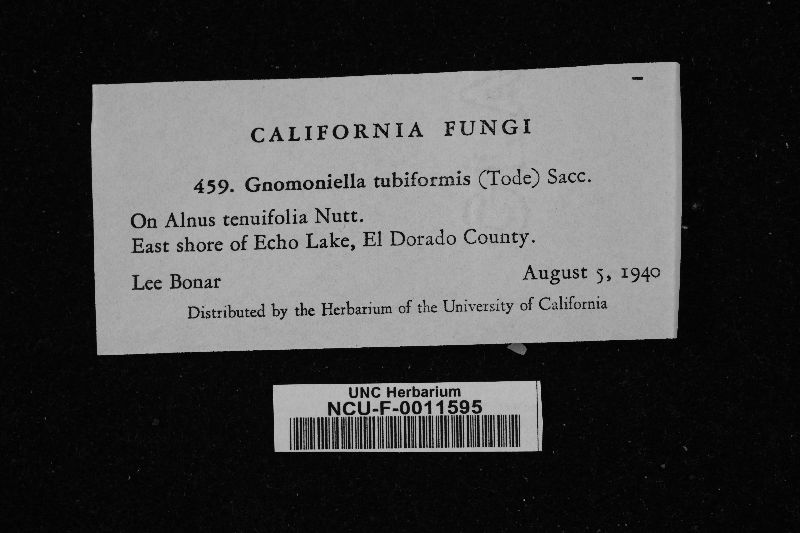 CALIFORNIA FUNGI
459. Gnomoniella tubiformis (Tode) Sacc.
On Alnus tenuifolia Nutt.
East shore of Echo Lake, El Dorado County.
Lee Bonar August 5, 1940
Distributed by the Herbarium of the University of California
UNC Herbarium
NCU-F-0011595